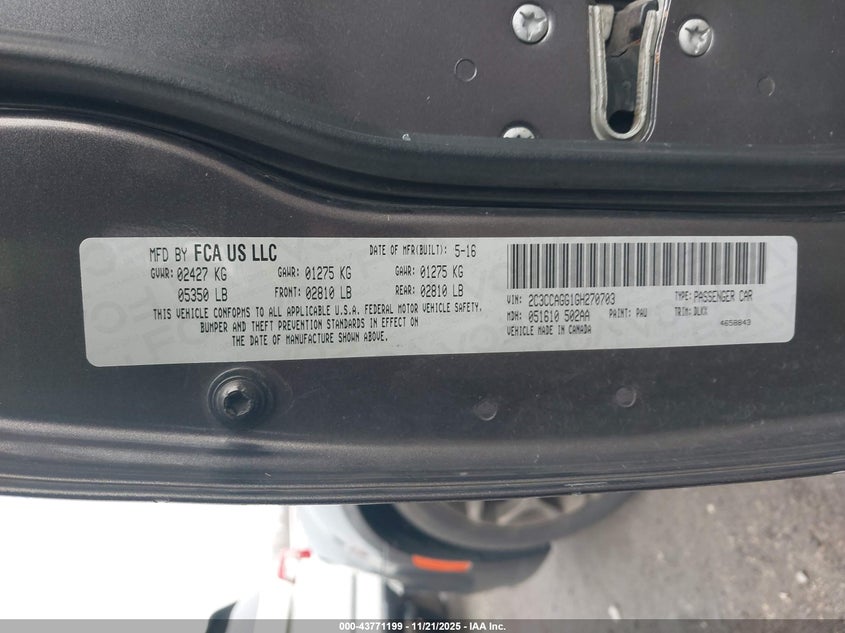 MFD BY FCA US LLC
DATE OF MFR(BUILT): 5-16
GVWR: 02427 KG GAWR: 01275 KG GAWR: 01275 KG
05350 LB FRONT: 02810 LB REAR: 02810 LB
THIS VEHICLE CONFORMS TO ALL APPLICABLE U.S.A. FEDERAL MOTOR VEHICLE SAFETY,
BUMPER AND THEFT PREVENTION STANDARDS IN EFFECT ON
THE DATE OF MANUFACTURE SHOWN ABOVE.
VIN: 2C3CCAGG1GH270703 TYPE: PASSENGER CAR
MDH: 051610 502AA PAINT: PAU TRIM: DLXX
VEHICLE MADE IN CANADA 4658843
000-43771199 - 11/21/2025 - IAA Inc.